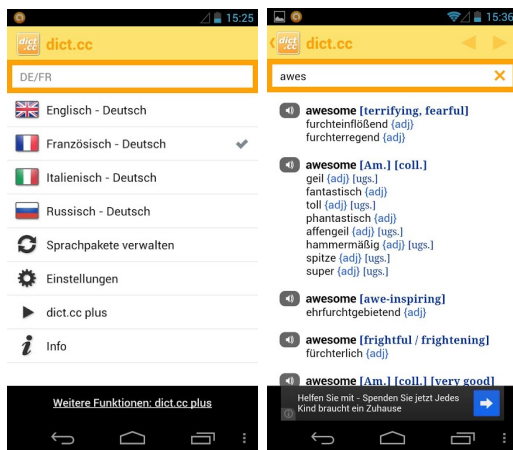 15:25
dict.cc
dict.cc
DE/FR
Englisch - Deutsch
Französisch - Deutsch
Italienisch - Deutsch
Russisch - Deutsch
Sprachpakete verwalten
Einstellungen
dict.cc plus
Info
Weitere Funktionen: dict.cc plus
15:36
dict.cc
dict.cc
awes
awesome [terrifying, fearful]
furchteinflößend {adj}
furchterregend {adj}
awesome [Am.] [coll.]
geil {adj} [ugs.]
fantastisch {adj}
toll {adj} [ugs.]
phantastisch {adj}
affengeil {adj} [ugs.]
hammermäßig {adj} [ugs.]
spitze {adj} [ugs.]
super {adj} [ugs.]
awesome [awe-inspiring]
ehrfurchtgebietend {adj}
awesome [frightful / frightening]
fürchterlich {adj}
awesome [Am.] [coll.] [very good]
Helfen Sie mit - Spenden Sie jetzt Jedes
Kind braucht ein Zuhause